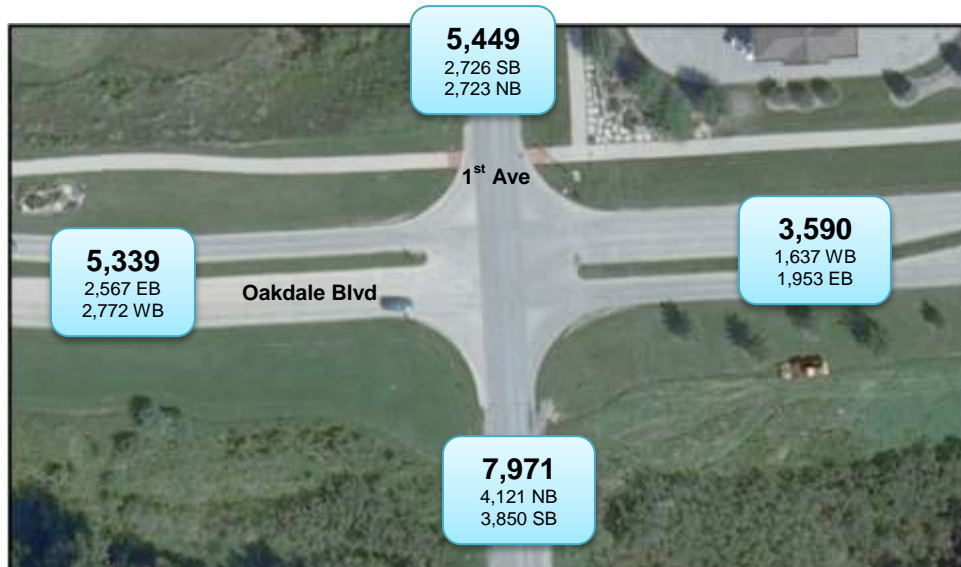 5,449
2,726 SB
2,723 NB
1st Ave
3,590
1,637 WB
1,953 EB
5,339
2,567 EB
2,772 WB
Oakdale Blvd
7,971
4,121 NB
3,850 SB